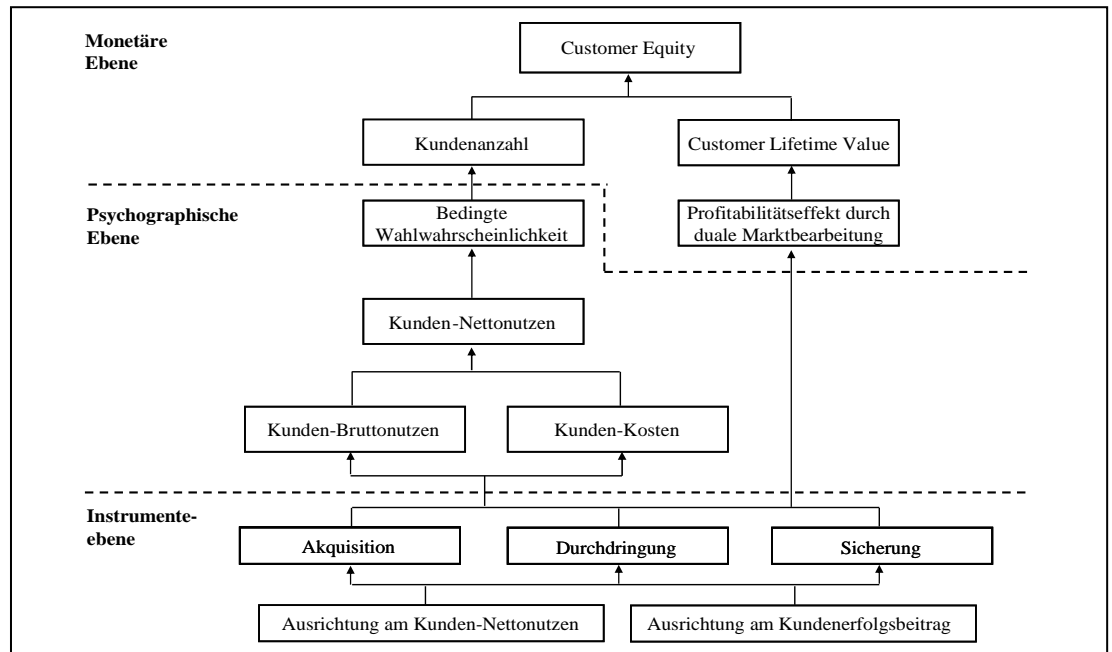 Monetäre
Ebene
Customer Equity
Kundenanzahl
Customer Lifetime Value
Psychographische
Ebene
Bedingte
Wahlwahrscheinlichkeit
Profitabilitätseffekt durch
duale Marktbearbeitung
Kunden-Nettonutzen
Kunden-Bruttonutzen
Kunden-Kosten
Instrumente-
ebene
Akquisition
Durchdringung
Sicherung
Ausrichtung am Kunden-Nettonutzen
Ausrichtung am Kundenerfolgsbeitrag